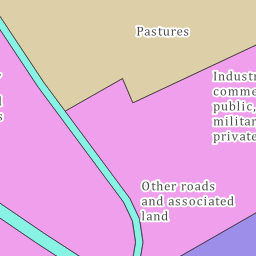 Pastures
Industr
comme
public,
militar
private
Other roads
and associated
land